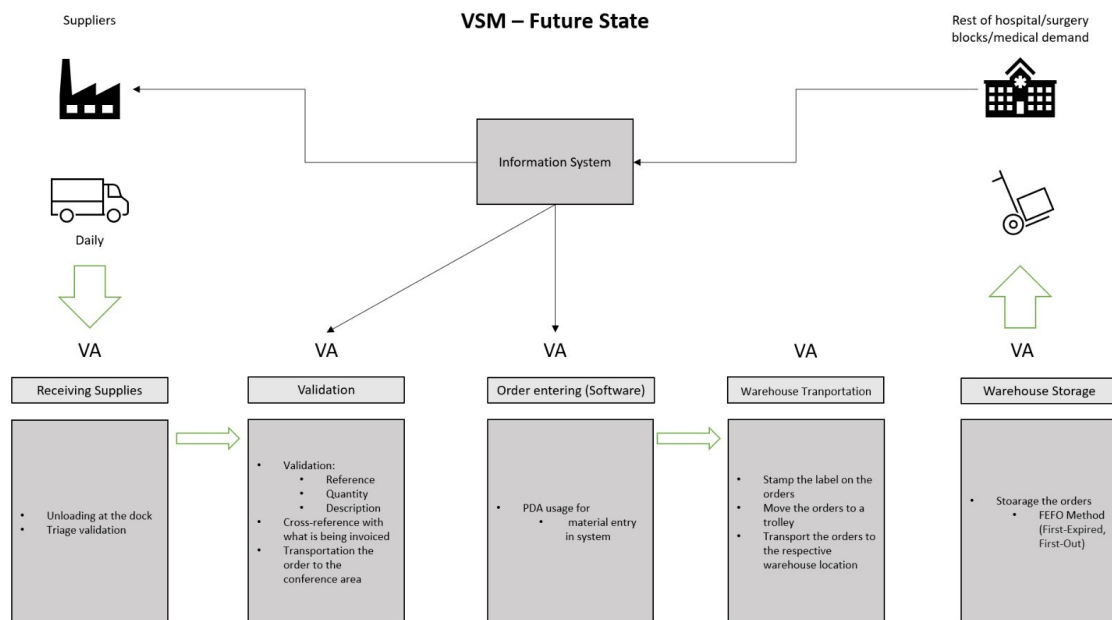 Suppliers
VSM – Future State
Rest of hospital/surgery
blocks/medical demand
Information System
Daily
VA
VA
VA
VA
VA
Receiving Supplies
Validation
Order entering (Software)
Warehouse Tranportation
Warehouse Storage
• Unloading at the dock
• Triage validation
• Validation:
• Reference
• Quantity
• Description
• Cross-reference with
what is being invoiced
• Transportation the
order to the
conference area
• PDA usage for
• material entry
in system
• Stamp the label on the
orders
• Move the orders to a
trolley
• Transport the orders to
the respective
warehouse location
• Stoarage the orders
• FEFO Method
(First-Expired,
First-Out)